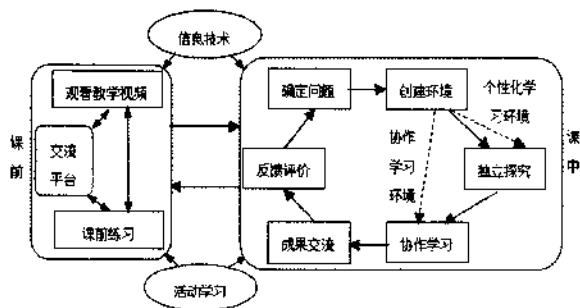 信息技术
课前
观看教学视频
交流
平台
课前练习
确定问题
创建环境
个性化学
习环境
协作
学习
环境
反馈评价
独立探究
课中
成果交流
协作学习
活动学习